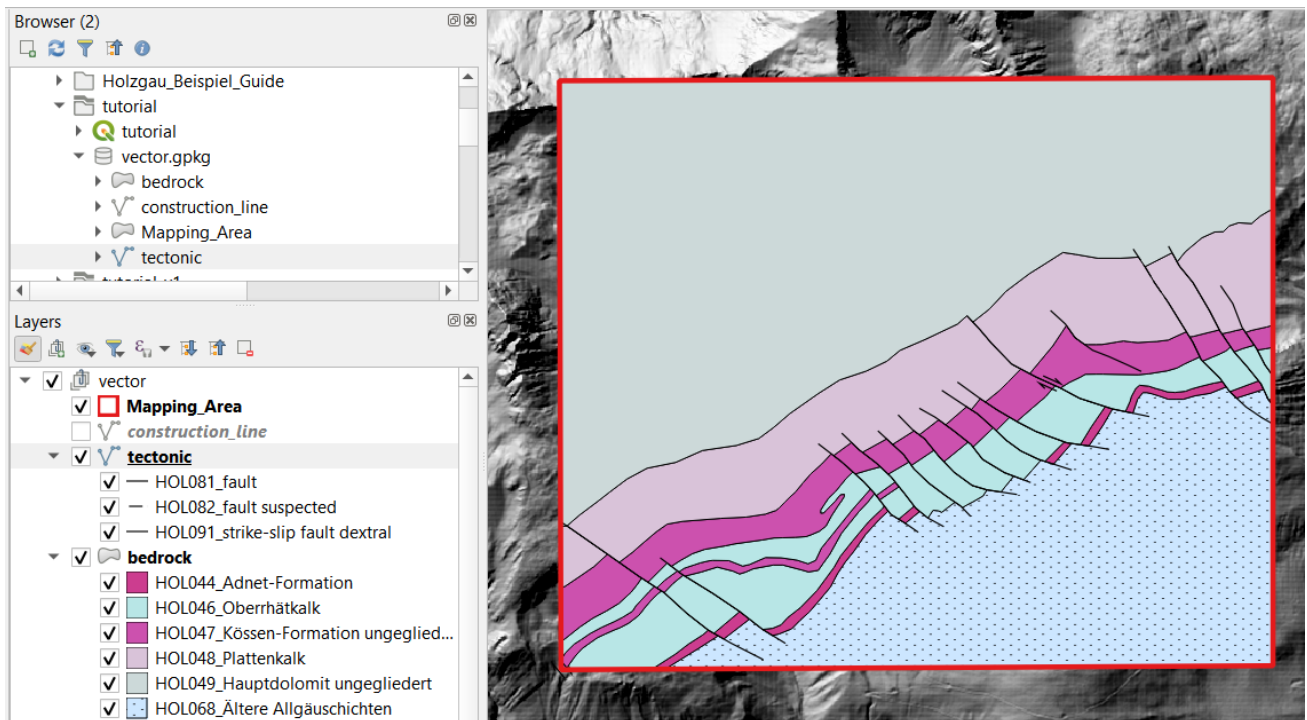 Browser (2)
Holzgau_Beispiel_Guide
tutorial
tutorial
vector.gpkg
bedrock
construction_line
Mapping_Area
tectonic
Layers
vector
Mapping_Area
construction_line
tectonic
HOL081_fault
HOL082_fault suspected
HOL091_strike-slip fault dextral
bedrock
HOL044_Adnet-Formation
HOL046_Oberrhätkalk
HOL047_Kössen-Formation unglied...
HOL048_Plattenkalk
HOL049_Hauptdolomit ungegliedert
HOL068_Ältere Allgäuschichten